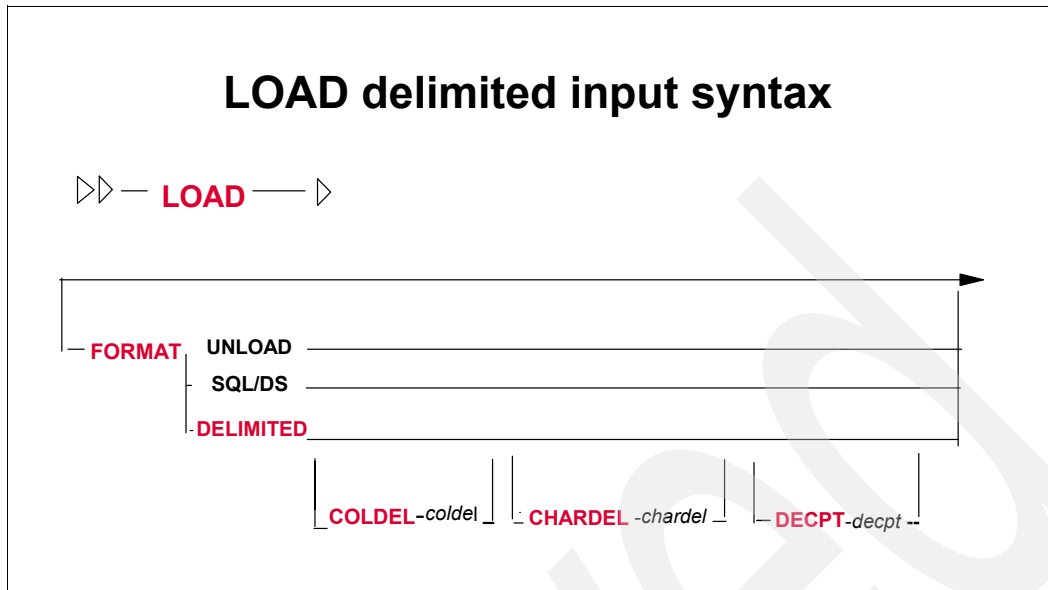 LOAD delimited input syntax
LOAD
FORMAT UNLOAD
SQL/DS
DELIMITED
COLDEL-coldel CHARDEL -chardel DECPT-decpt --